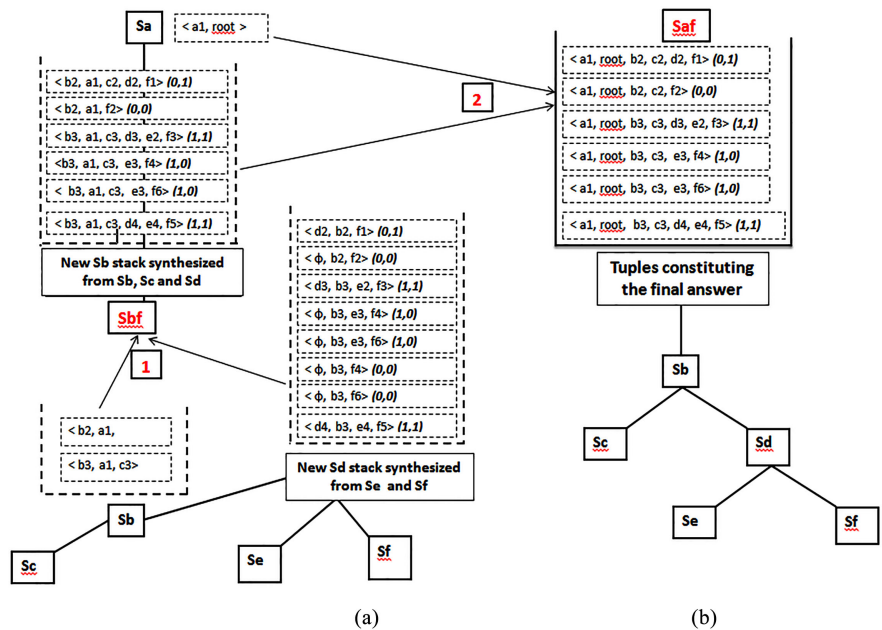 Sa
< a1, root >
< b2, a1, c2, d2, f1> (0,1)
< b2, a1, f2> (0,0)
< b3, a1, c3, d3, e2, f3> (1,1)
<b3, a1, c3, e3, f4> (1,0)
< b3, a1, c3, e3, f6> (1,0)
< b3, a1, c3, d4, e4, f5> (1,1)
New Sb stack synthesized
from Sb, Sc and Sd
Sbf
1
< b2, a1,
< b3, a1, c3>
Sb
Sc
< d2, b2, f1> (0,1)
< ф, b2, f2> (0,0)
< d3, b3, e2, f3> (1,1)
< ф, b3, e3, f4> (1,0)
< ф, b3, e3, f6> (1,0)
< ф, b3, f4> (0,0)
< ф, b3, f6> (0,0)
< d4, b3, e4, f5> (1,1)
New Sd stack synthesized
from Se and Sf
Se
Sf
2
Saf
< a1, root, b2, c2, d2, f1> (0,1)
< a1, root, b2, c2, f2> (0,0)
< a1, root, b3, c3, d3, e2, f3> (1,1)
< a1, root, b3, c3, e3, f4> (1,0)
< a1, root, b3, c3, e3, f6> (1,0)
< a1, root, b3, c3, d4, e4, f5> (1,1)
Tuples constituting
the final answer
Sb
Sc
Sd
Se
Sf
(a)
(b)